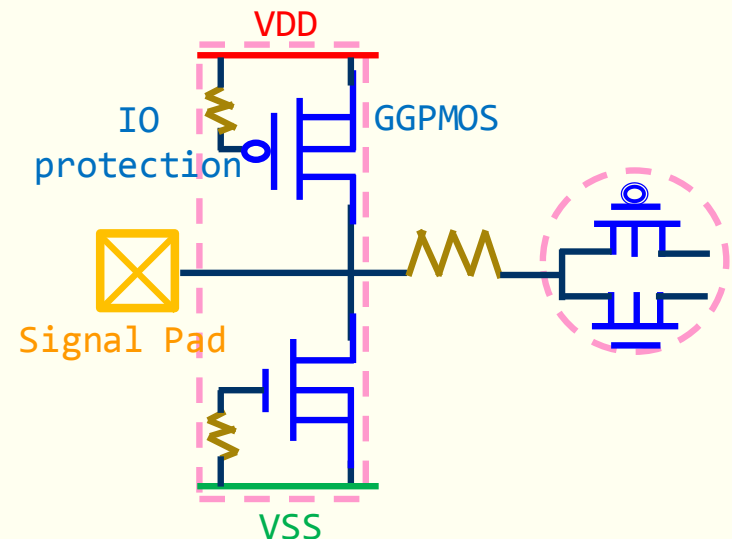 VDD
IO
protection
GGPMOS
Signal Pad
VSS